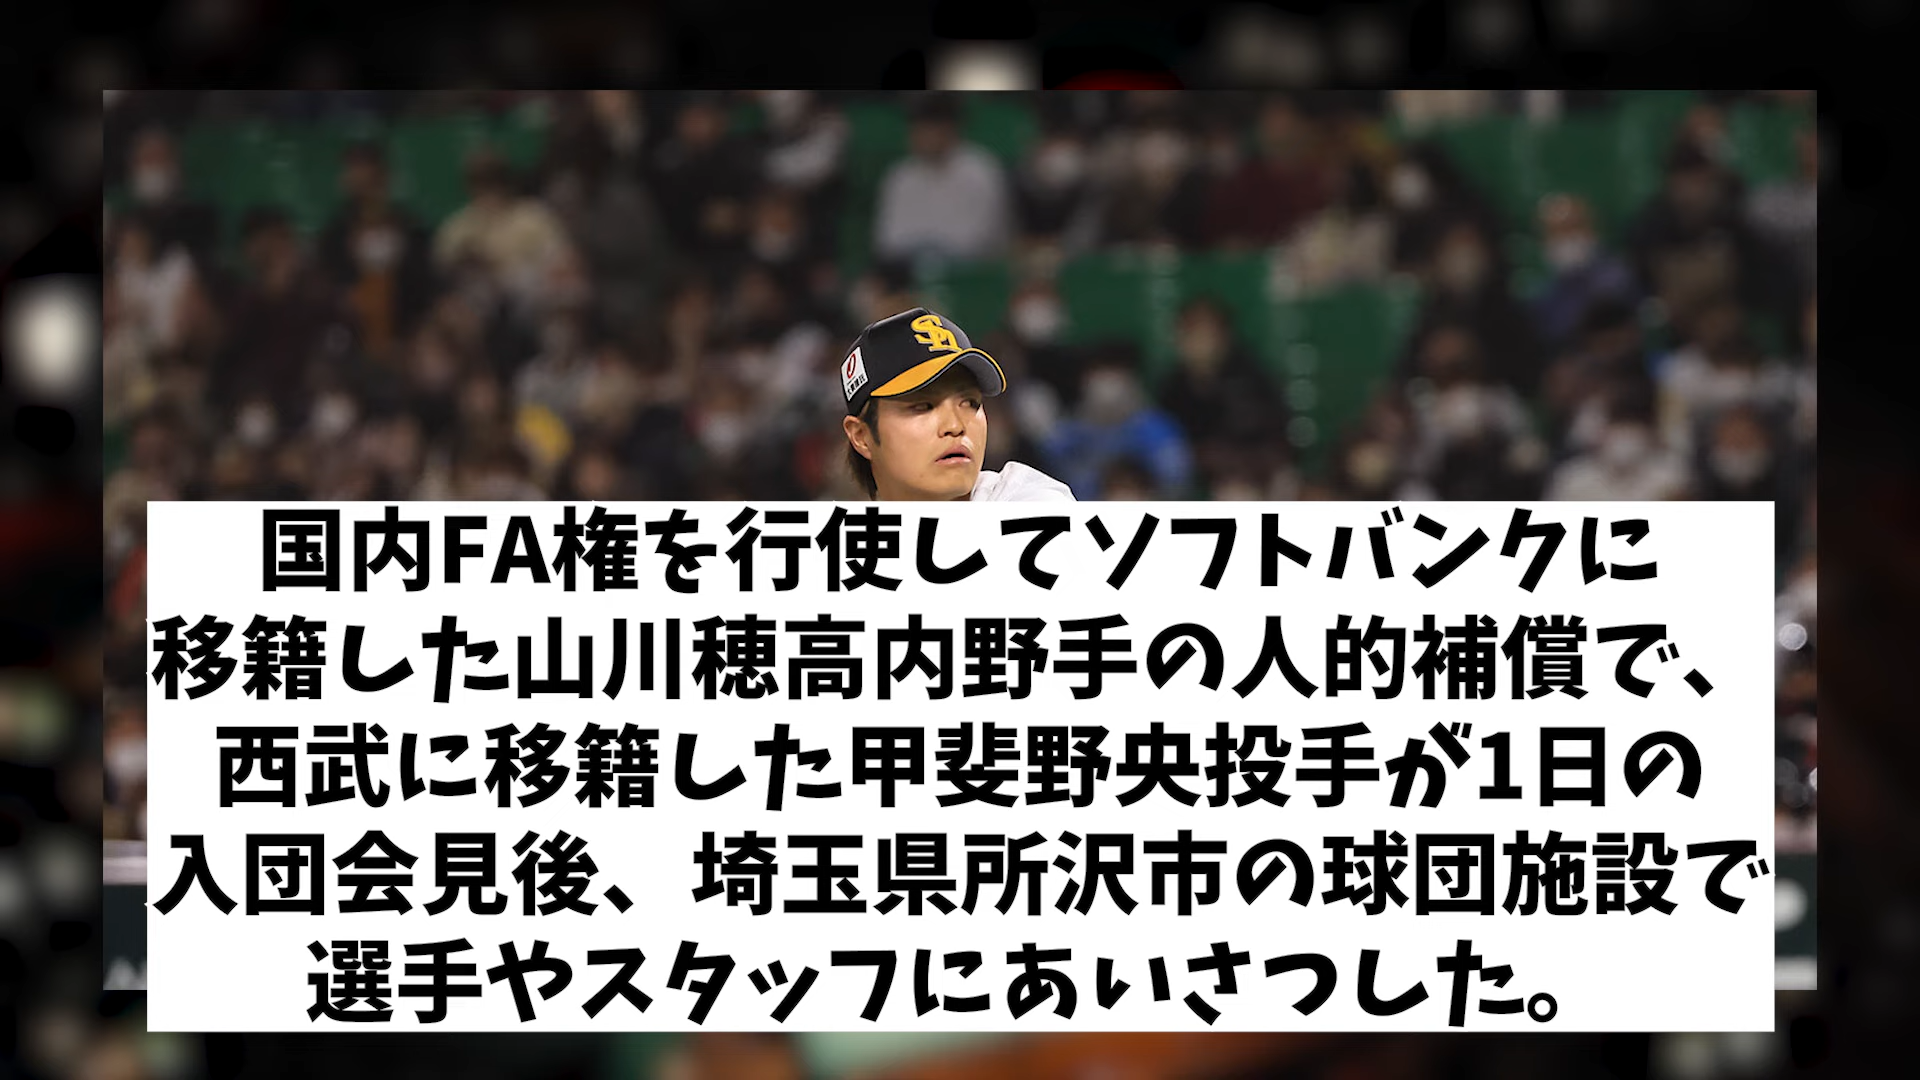 SH
国内FA権を行使してソフトバンクに
移籍した山川穂高内野手の人的補償で、
西武に移籍した甲斐野央投手が1日の
入団会見後、埼玉県所沢市の球団施設で
選手やスタッフにあいさつした。